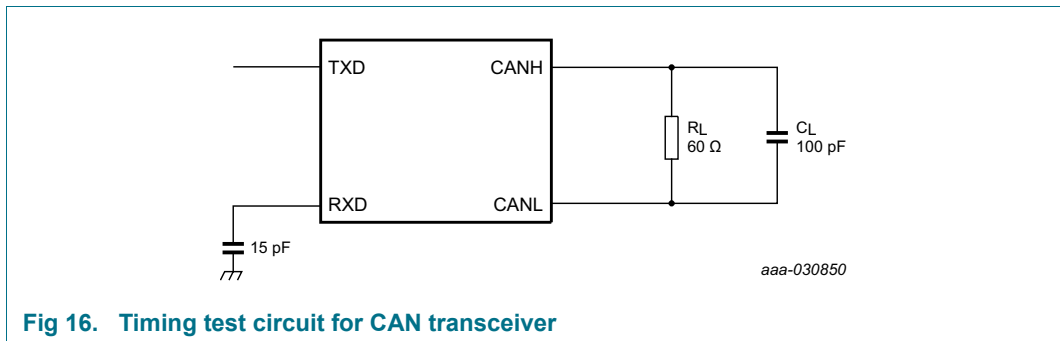 TXD
CANH
RL
60 Ω
CL
100 pF
RXD
CANL
15 pF
aaa-030850
Fig 16. Timing test circuit for CAN transceiver